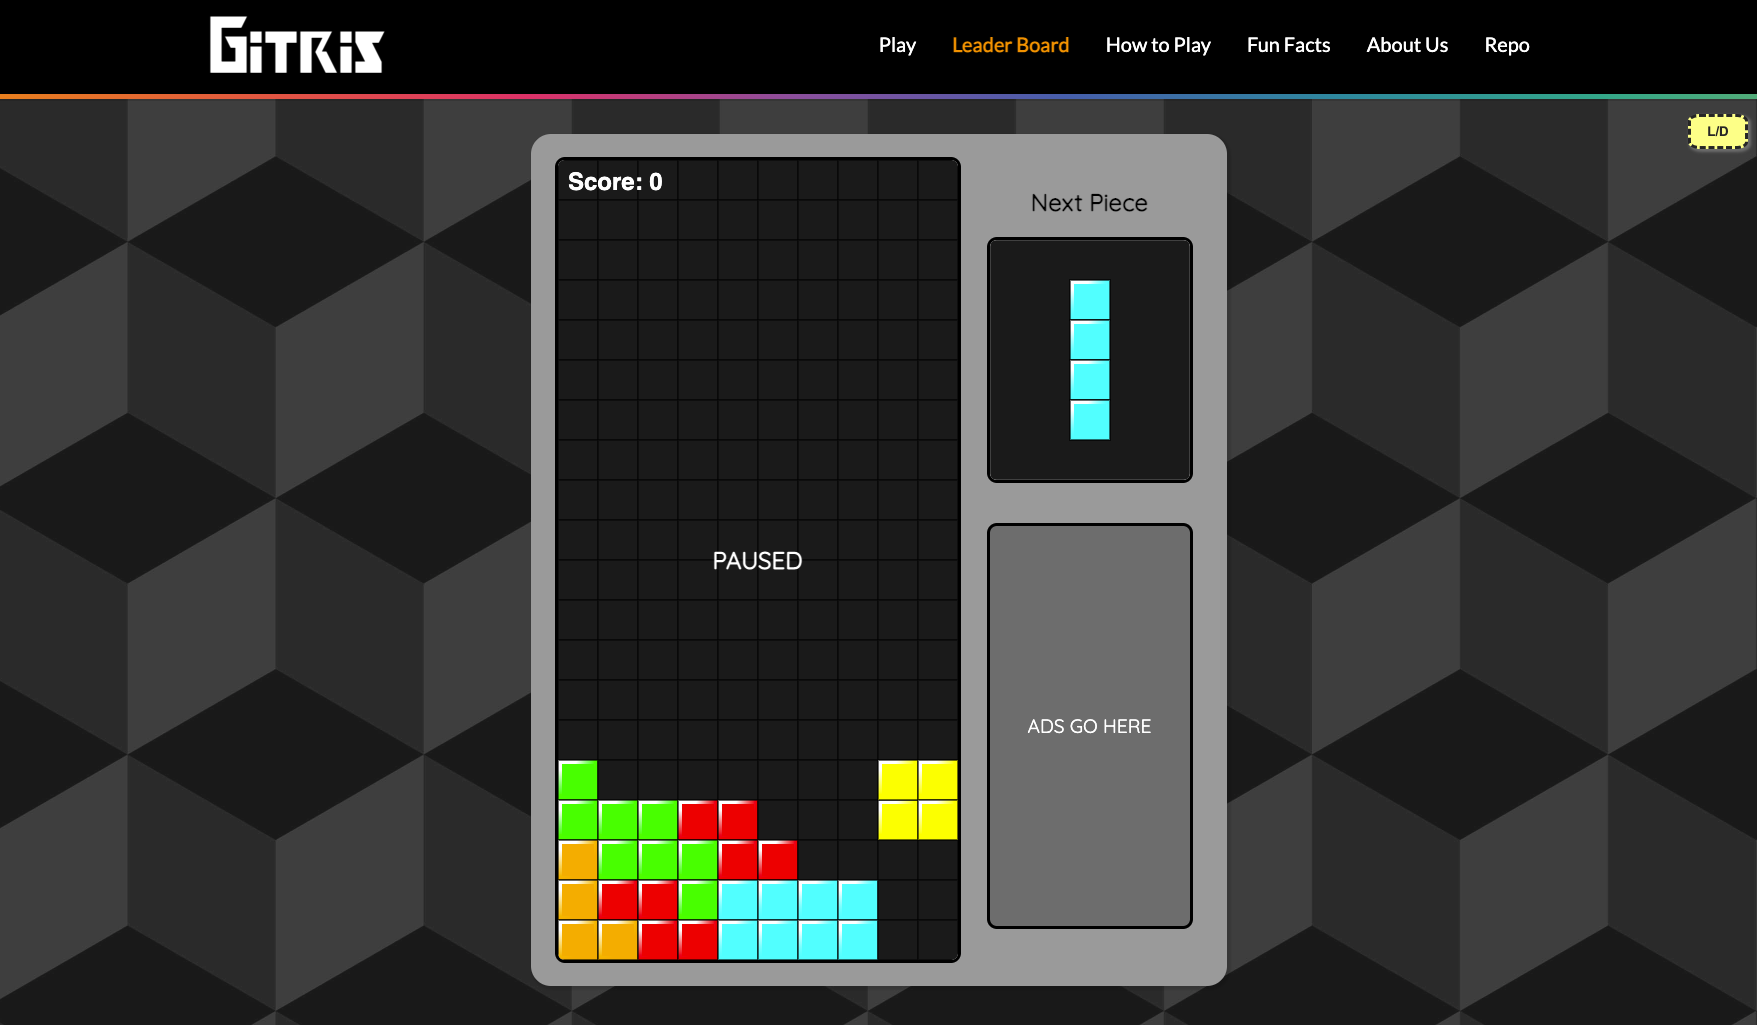 GiTRiS
Play Leader Board How to Play Fun Facts About Us Repo
L/D
Score: 0
Next Piece
PAUSED
ADS GO HERE